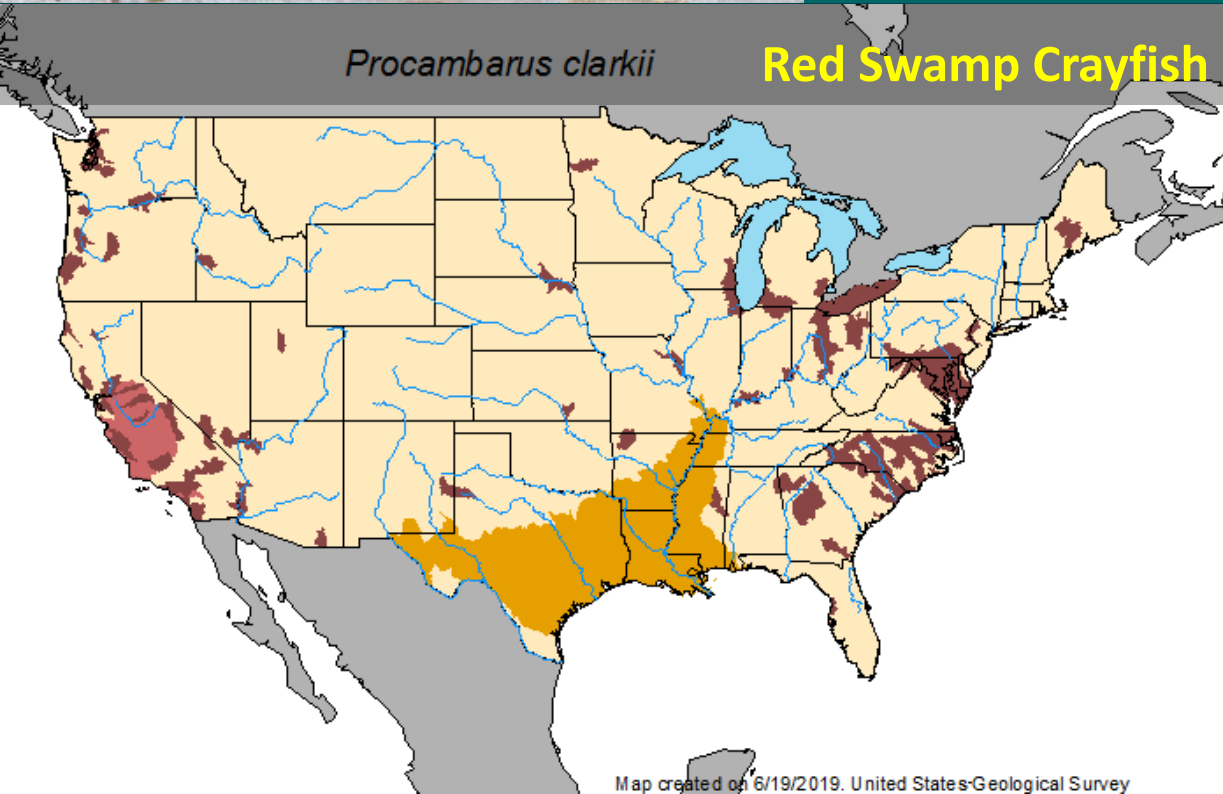 Procambarus clarkii
Red Swamp Crayfish
Map created on 6/19/2019. United States Geological Survey